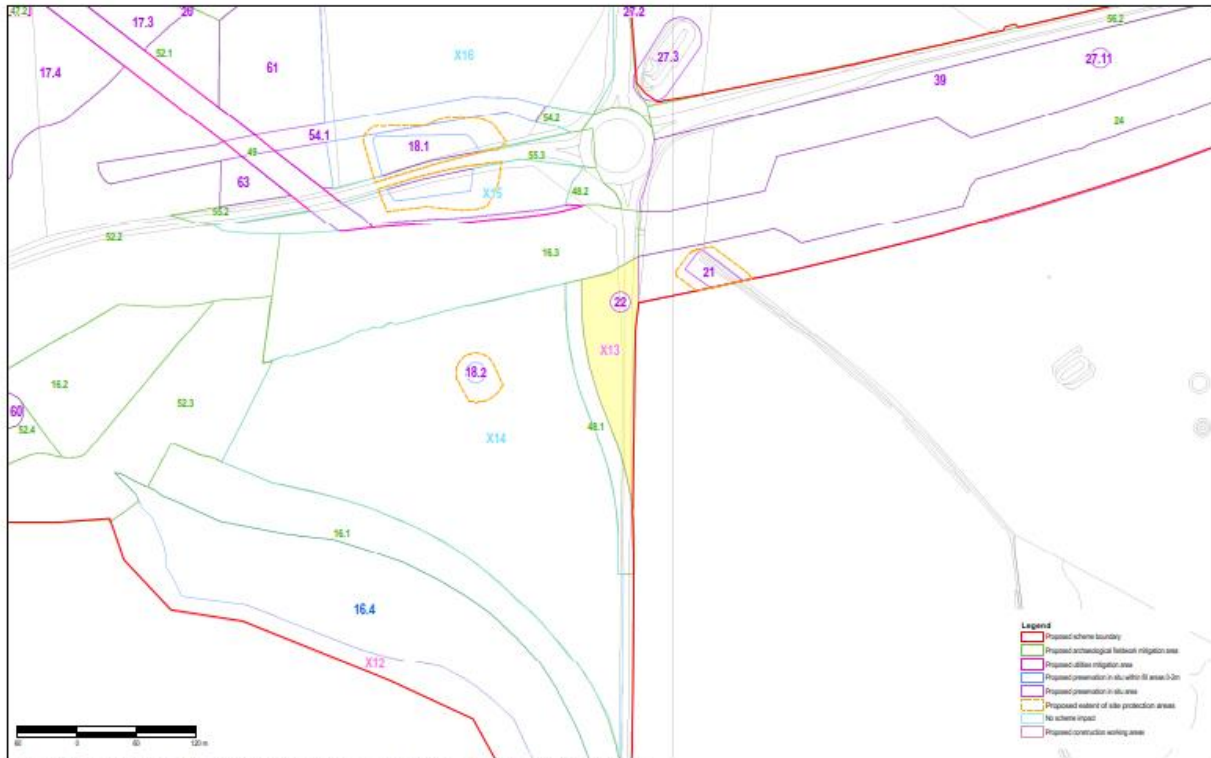 47.2
17.3
26
27.2
56.2
52.1
X16
27.3
27.11
17.4
61
39
54.2
24
54.1
18.1
49
55.3
63
X15
48.2
55.2
52.2
16.3
21
22
X13
16.2
18.2
60
52.3
52.4
48.1
X14
16.1
16.4
X12
Legend
Proposed scheme boundary
Proposed archaeological fieldwork mitigation area
Proposed utilities mitigation area
Proposed preservation in situ within fill areas 0-2m
Proposed preservation in situ area
Proposed extent of site protection areas
No scheme impact
Proposed construction working areas
60 0 60 120 m